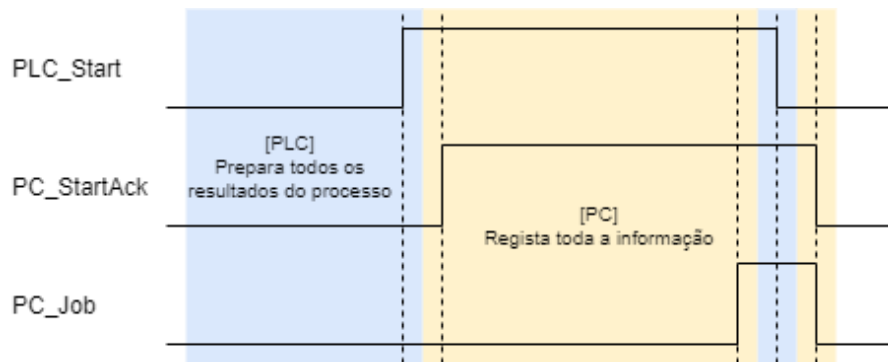 PLC_Start
[PLC]
Prepara todos os
resultados do processo
PC_StartAck
[PC]
Regista toda a informação
PC_Job